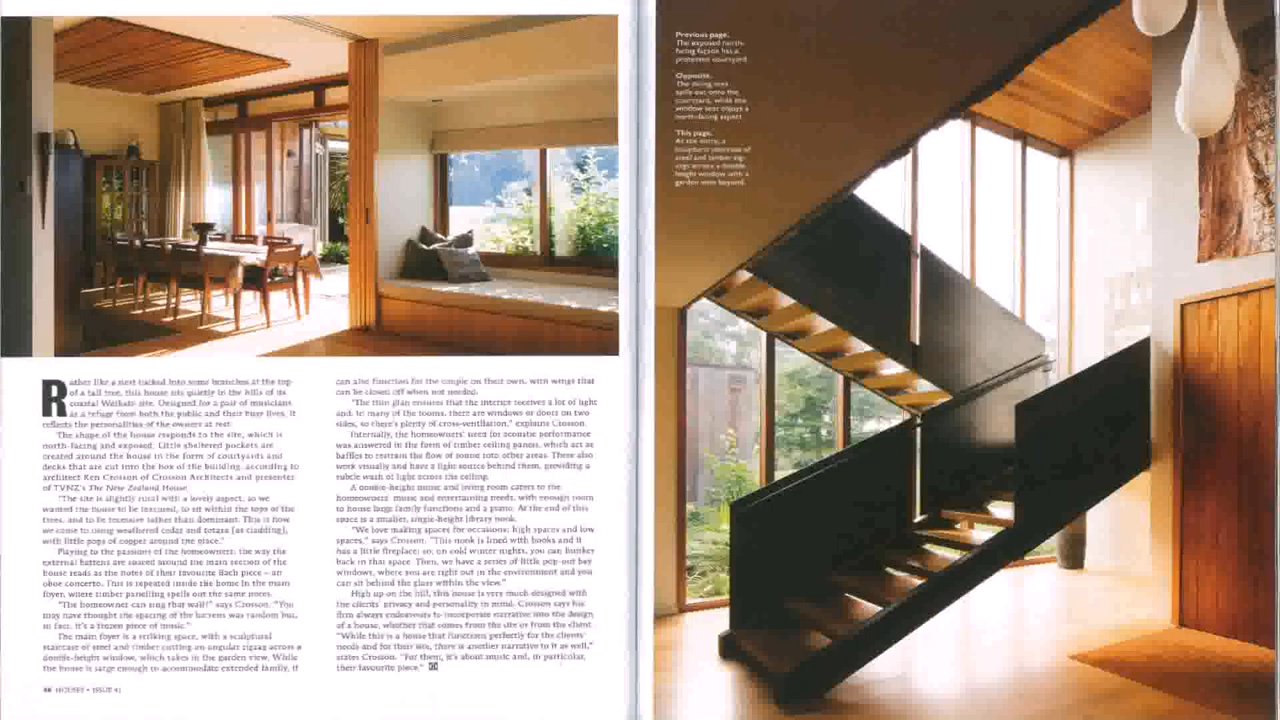 Rather like a nest tucked into some branches at the top
of a tall tree, this house sits quietly in the hills of its
coastal Waikato site. Designed for a pair of musicians
as a refuge from both the public and their busy lives, it
reflects the personalities of the owners at rest.
The shape of the house responds to the site, which is
north-facing and exposed. Little sheltered pockets are
created around the house in the form of courtyards and
decks that are cut into the box of the building, according to
architect Ken Crosson of Crosson Architects and presenter
of TVNZ's The New Zealand House.
"The site is slightly rural with a lovely aspect, so we
wanted the house to be textured, to sit within the tops of the
trees, and to be recessive rather than dominant. This is how
we came to using weathered cedar and totara [as cladding],
with little pops of copper around the place."
Playing to the passions of the homeowners, the way the
external battens are spaced around the main section of the
house reads as the notes of their favourite Bach piece – an
oboe concerto. This is repeated inside the home in the main
foyer, where timber panelling spells out the same notes.
"The homeowner can sing that wall!" says Crosson. "You
may have thought the spacing of the battens was random but,
in fact, it's a frozen piece of music."
The main foyer is a striking space, with a sculptural
staircase of steel and timber cutting an angular zigzag across a
double-height window, which takes in the garden view. While
the house is large enough to accommodate extended family, it
can also function for the couple on their own, with wings that
can be closed off when not needed.
"The thin plan ensures that the interior receives a lot of light
and, in many of the rooms, there are windows or doors on two
sides, so there's plenty of cross-ventilation," explains Crosson.
Internally, the homeowners' need for acoustic performance
was answered in the form of timber ceiling panels, which act as
baffles to restrain the flow of sound into other areas. These also
work visually and have a light source behind them, providing a
subtle wash of light across the ceiling.
A double-height music and living room caters to the
homeowners' music and entertaining needs, with enough room
to house large family functions and a piano. At the end of this
space is a smaller, single-height library nook.
"We love making spaces for occasions: high spaces and low
spaces," says Crosson. "This nook is lined with books and it
has a little fireplace; so, on cold winter nights, you can hunker
back in that space. Then, we have a series of little pop-out bay
windows, where you are right out in the environment and you
can sit behind the glass within the view."
High up on the hill, this house is very much designed with
the clients' privacy and personality in mind. Crosson says his
firm always endeavours to incorporate narrative into the design
of a house, whether that comes from the site or from the client.
"While this is a house that functions perfectly for the clients'
needs and for their site, there is another narrative to it as well,"
states Crosson. "For them, it's about music and, in particular,
their favourite piece."
HOUSES • ISSUE 41
Previous page.
The exposed north-
facing façade has a
protected courtyard.
Opposite.
The dining area
spills out onto the
courtyard, while the
window seat enjoys a
north-facing aspect.
This page.
At the entry, a
sculptural staircase of
steel and timber zig-
zags across a double-
height window with a
garden view beyond.